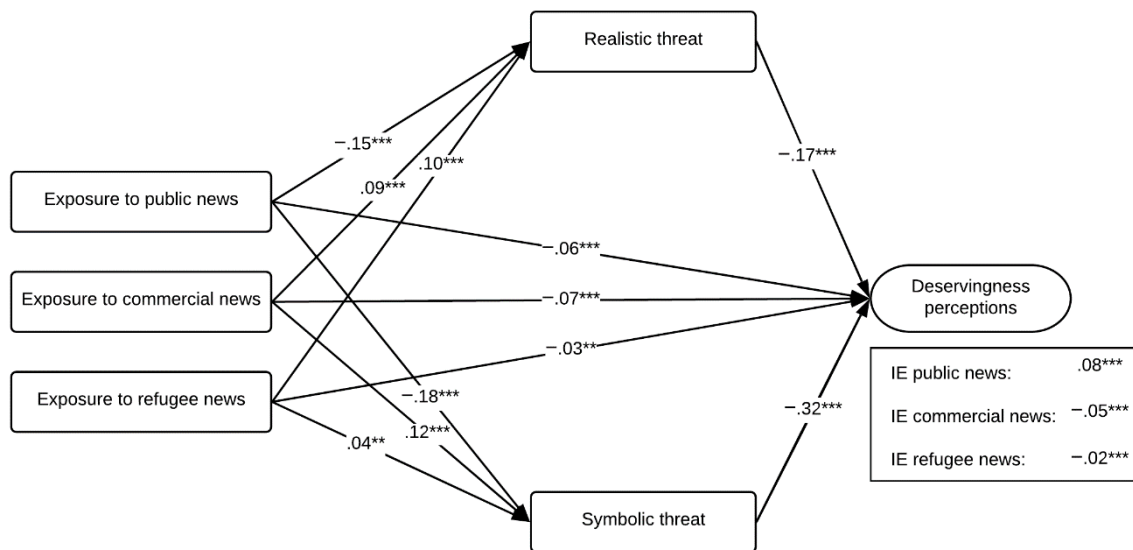 Realistic threat
−.15***
.10***
−.17***
.09***
Exposure to public news
−.06***
Exposure to commercial news
−.07***
Deservingness
perceptions
−.03**
Exposure to refugee news
−.18***
−.32***
.12***
.04**
IE public news: .08***
IE commercial news: −.05***
IE refugee news: −.02***
Symbolic threat